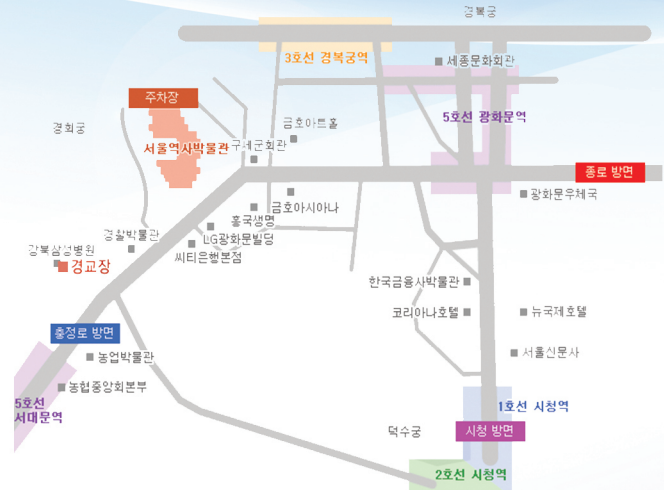 경복궁
3호선 경복궁역
세종문화회관
주차장
5호선 광화문역
금호아트홀
경희궁
서울역사박물관
구세군회관
종로 방면
광화문우체국
금호아시아나
흥국생명
경찰박물관
LG광화문빌딩
강북삼성병원
씨티은행본점
경교장
한국금융사박물관
코리아나호텔
뉴국제호텔
충정로 방면
서울신문사
농업박물관
농협중앙회본부
5호선
서대문역
1호선 시청역
덕수궁
시청 방면
2호선 시청역